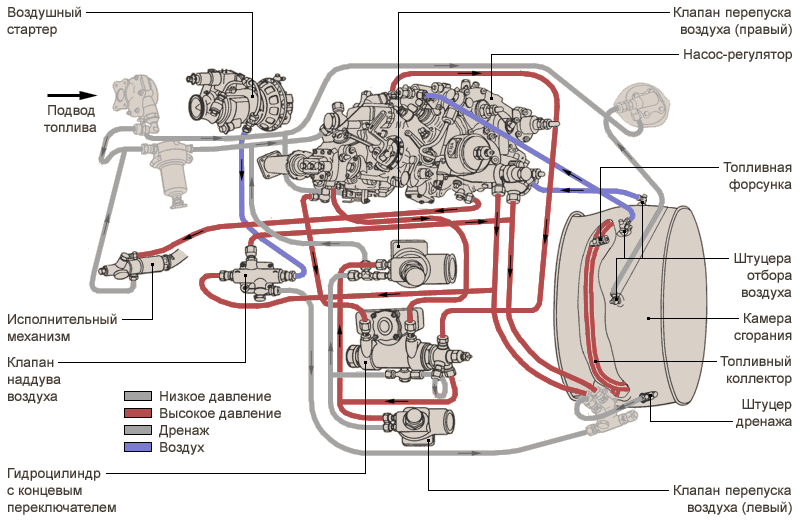 Воздушный
стартер
Клапан перепуска
воздуха (правый)
Насос-регулятор
Подвод
топлива
Топливная
форсунка
Штуцера
отбора
воздуха
Исполнительный
механизм
Камера
сгорания
Клапан
наддува
воздуха
Топливный
коллектор
Низкое давление
Высокое давление
Дренаж
Воздух
Штуцер
дренажа
Гидроцилиндр
с концевым
переключателем
Клапан перепуска
воздуха (левый)